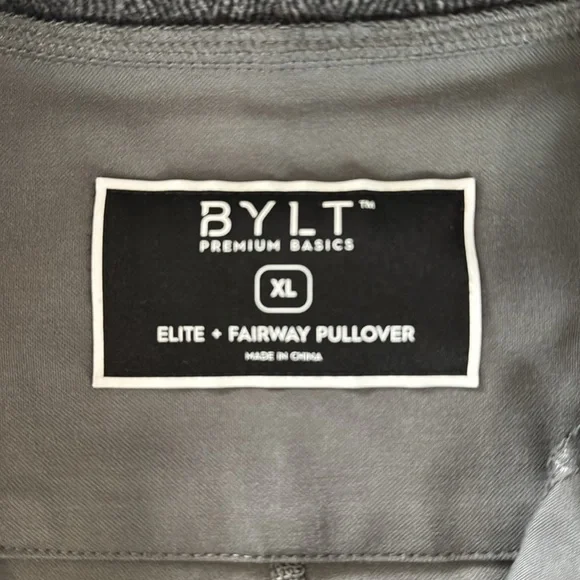 BYLT™
PREMIUM BASICS
XL
ELITE + FAIRWAY PULLOVER
MADE IN CHINA